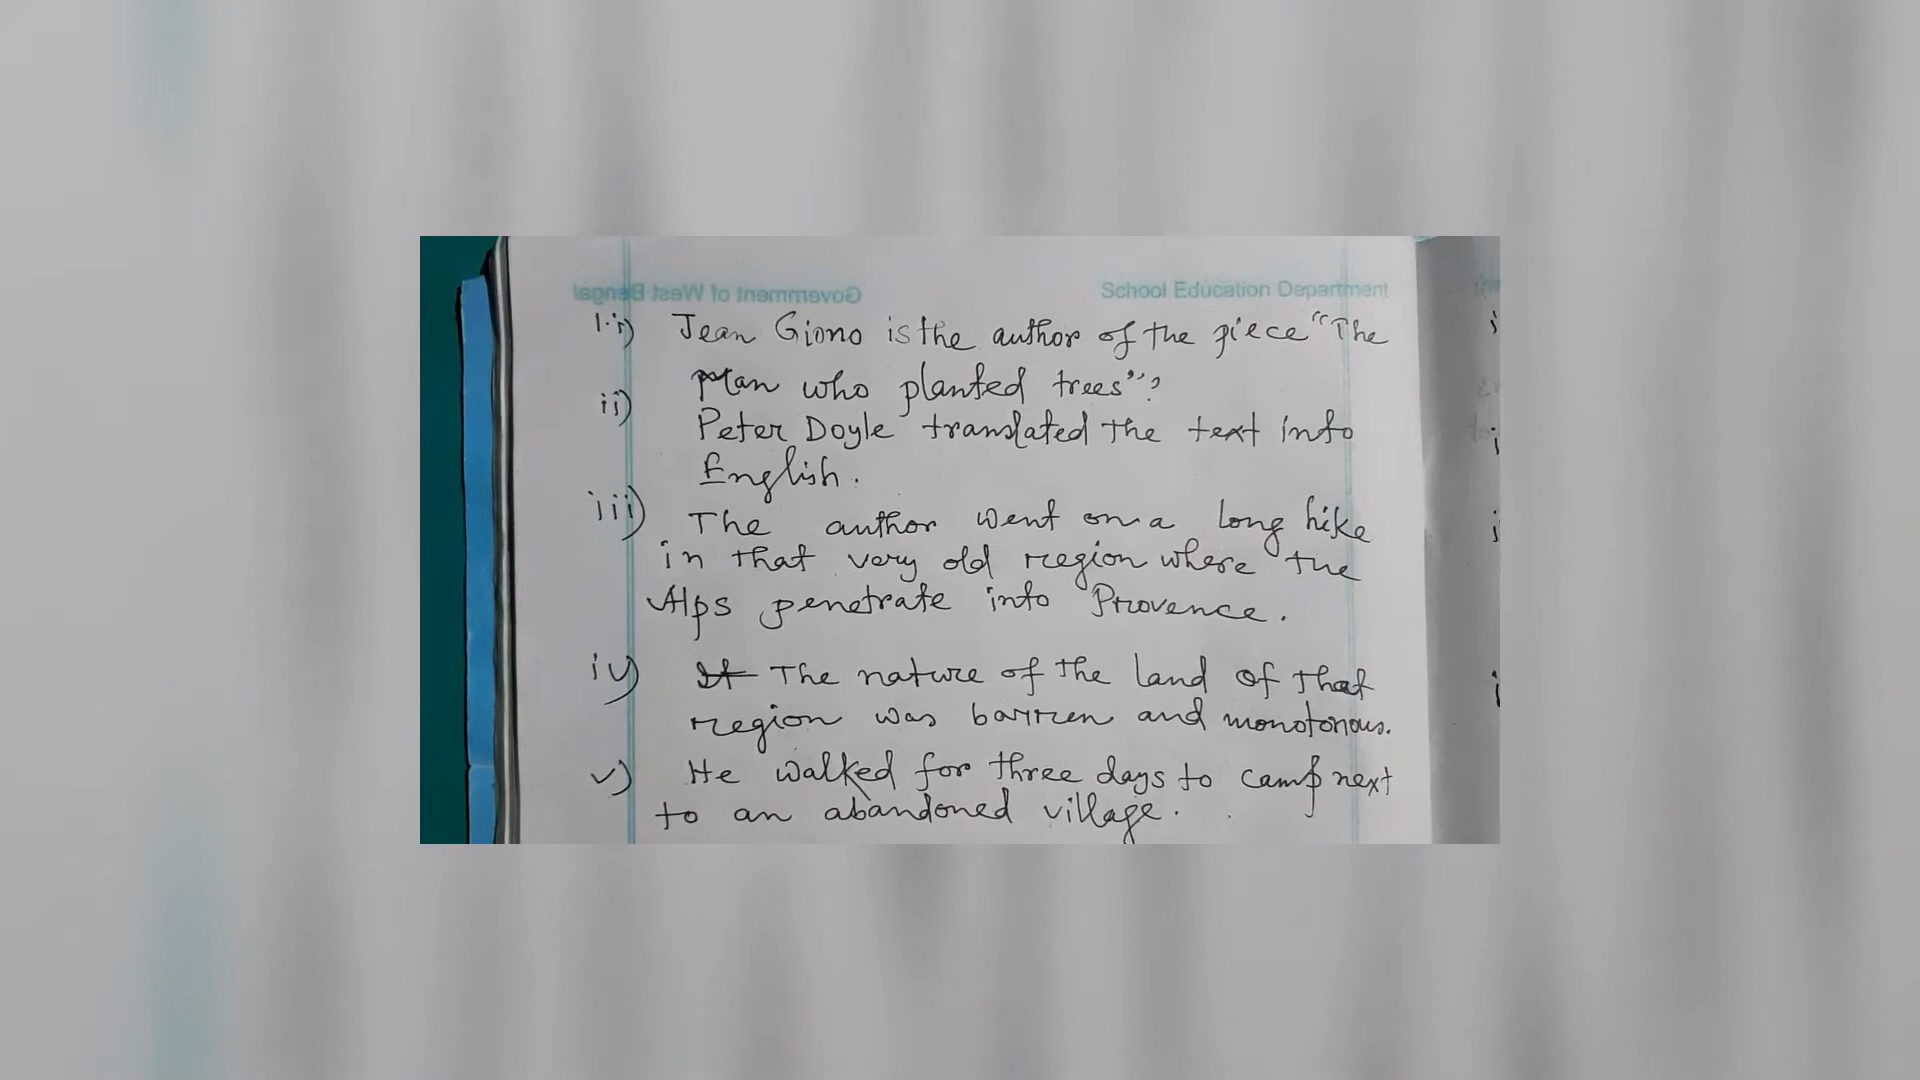 Government of West Bengal
School Education Department
1.i) Jean Giono is the author of the piece "The
Man who planted trees"?
ii)
Peter Doyle translated the text into
English.
iii) The author went on a long hike
in that very old region where the
Alps penetrate into Provence.
iv) It The nature of the land of that
region was barren and monotonous.
v) He walked for three days to camp next
to an abandoned village.